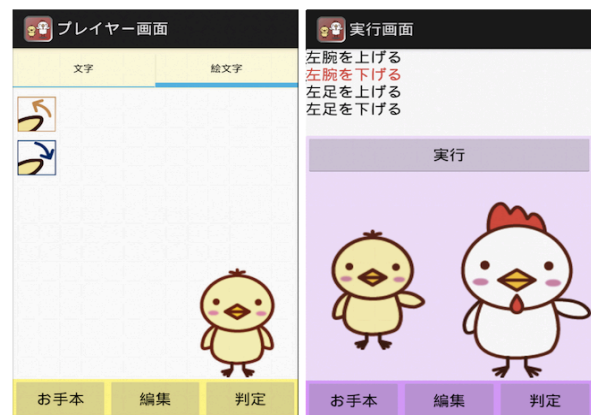 プレイヤー画面
文字
絵文字
お手本
編集
判定
実行画面
左腕を上げる
左腕を下げる
左足を上げる
左足を下げる
実行
お手本
編集
判定